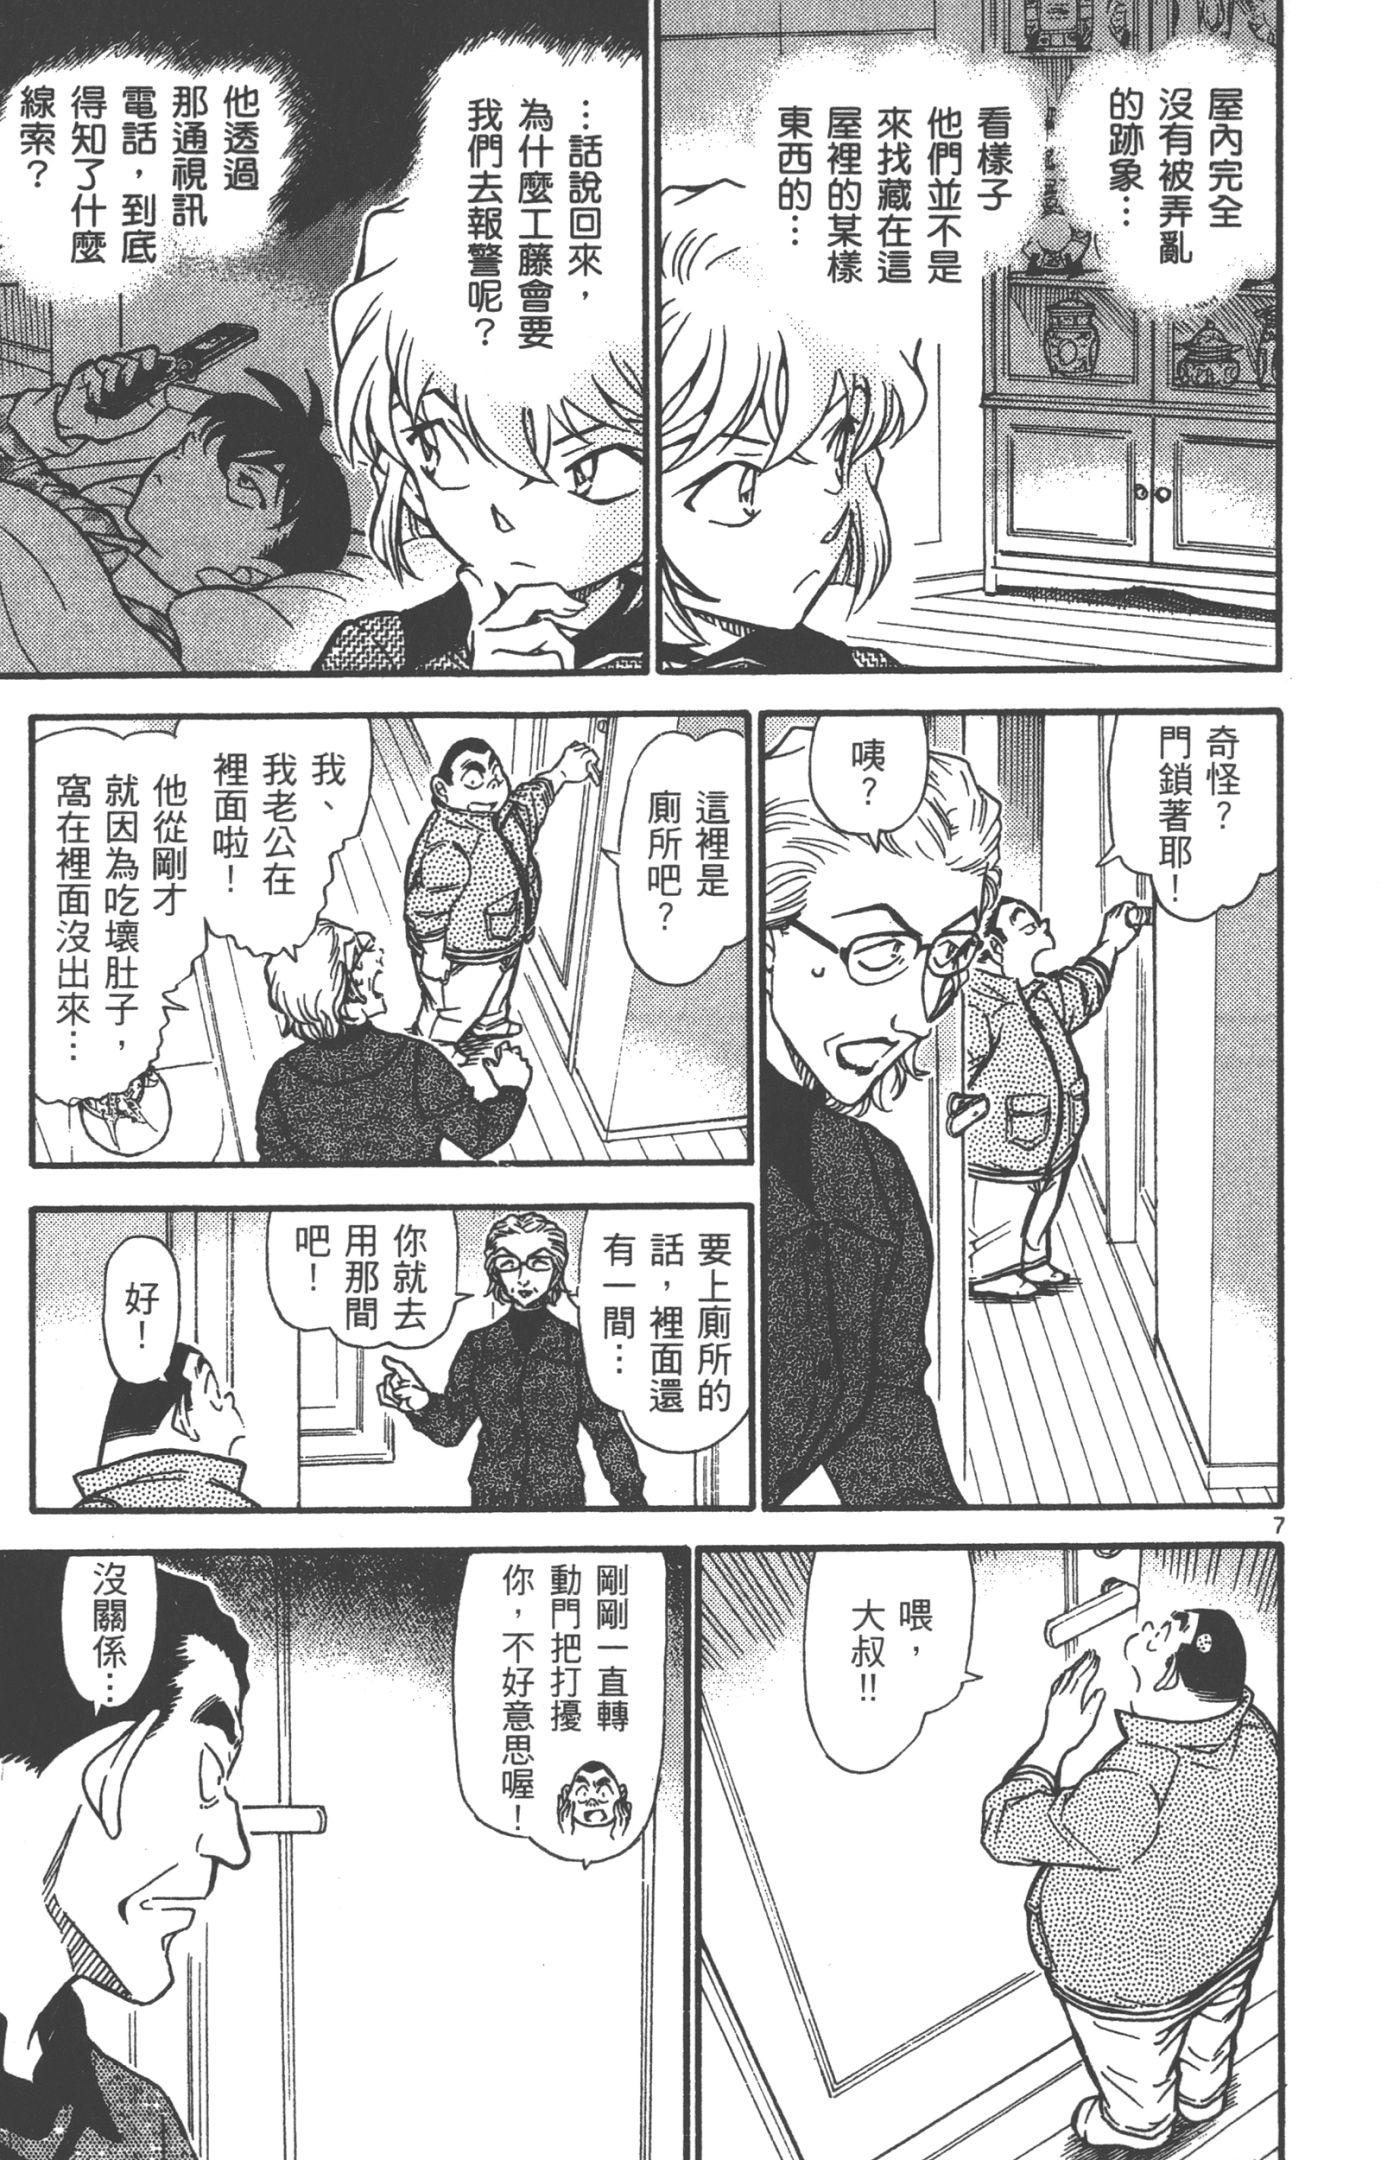 屋內完全
沒有被弄亂
的跡象…
看樣子
他們並不是
來找藏在這
屋裡的某樣
東西的…
…話說回來，
為什麼工藤會要
我們去報警呢？
他透過
那通視訊
電話，到底
得知了什麼
線索？
奇怪？
門鎖著耶！
咦？
這裡是
廁所吧？
我、
我老公在
裡面啦！
他從剛才
就因為吃壞肚子，
窩在裡面沒出來…
要上廁所的
話，裡面還
有一間…
你就去
用那間
吧！
好！
7
喂，
大叔!!
剛剛一直轉
動門把打擾
你，不好意思喔！
沒關係…